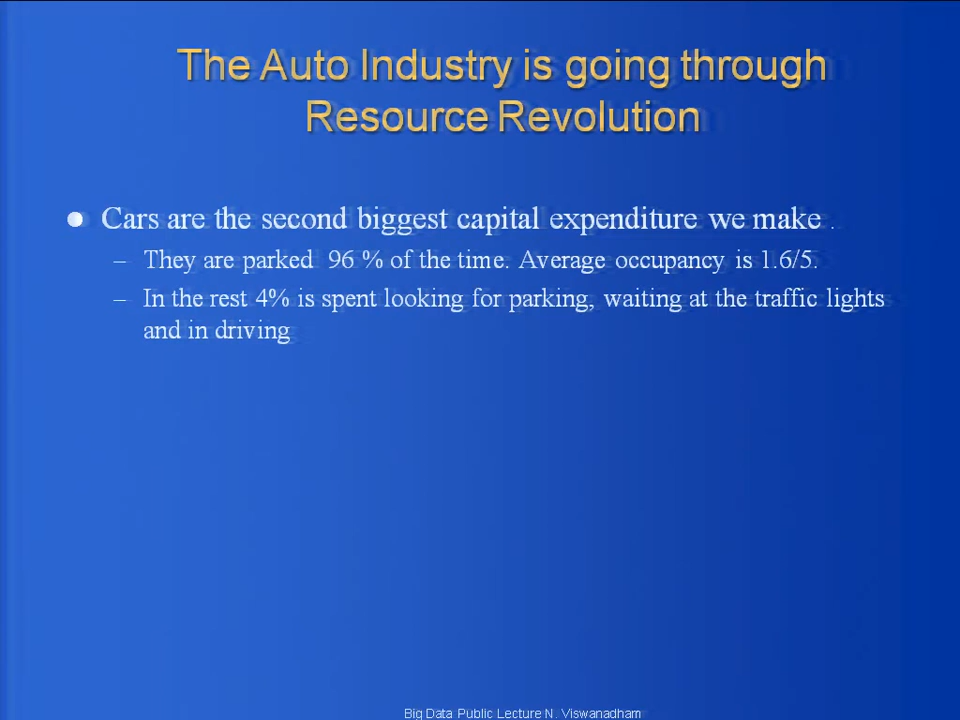 The Auto Industry is going through
Resource Revolution
● Cars are the second biggest capital expenditure we make .
– They are parked 96 % of the time. Average occupancy is 1.6/5.
– In the rest 4% is spent looking for parking, waiting at the traffic lights
and in driving
Big Data Public Lecture N. Viswanadham